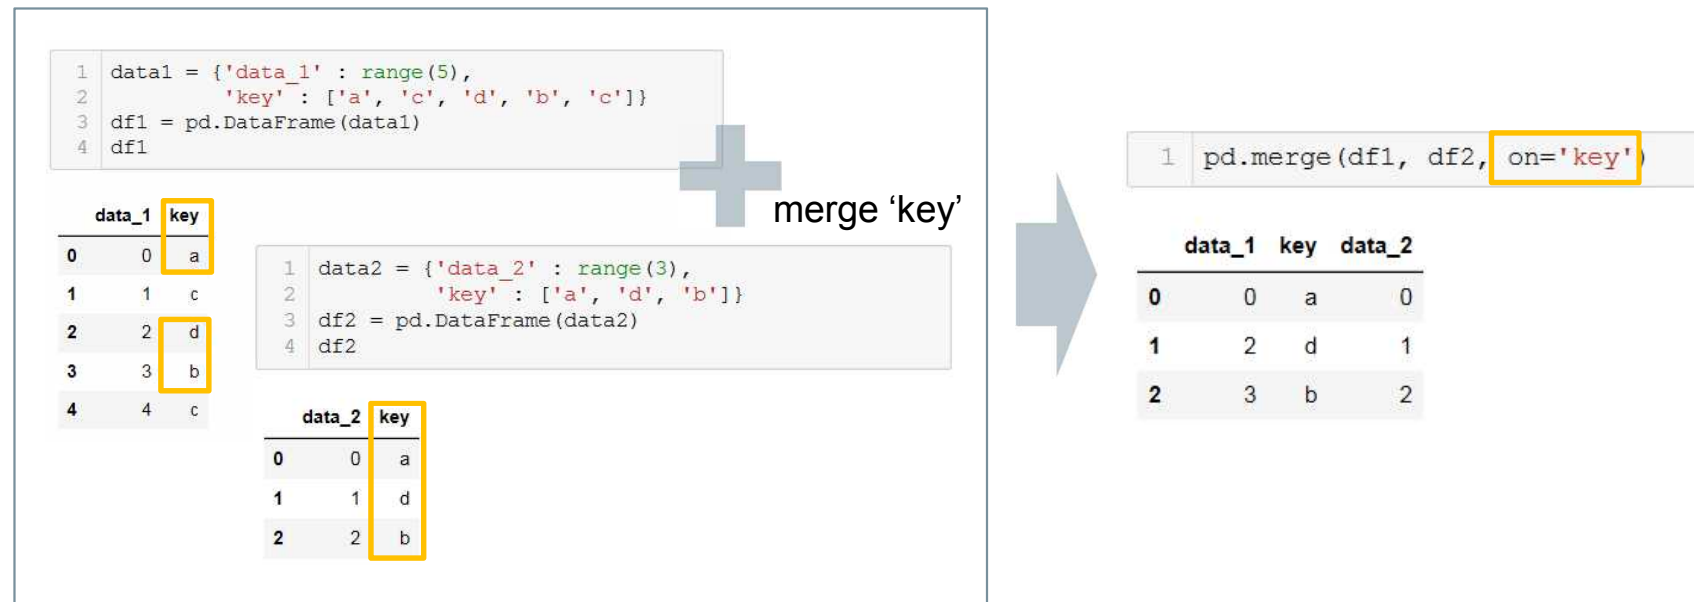 1 data1 = {'data_1' : range(5),
2 'key' : ['a', 'c', 'd', 'b', 'c']}
3 df1 = pd.DataFrame(data1)
4 df1
data_1 key
0 0 a
1 1 c
2 2 d
3 3 b
4 4 c
merge ‘key’
1 data2 = {'data_2' : range(3),
2 'key' : ['a', 'd', 'b']}
3 df2 = pd.DataFrame(data2)
4 df2
data_2 key
0 0 a
1 1 d
2 2 b
1 pd.merge(df1, df2, on='key')
data_1 key data_2
0 0 a 0
1 2 d 1
2 3 b 2